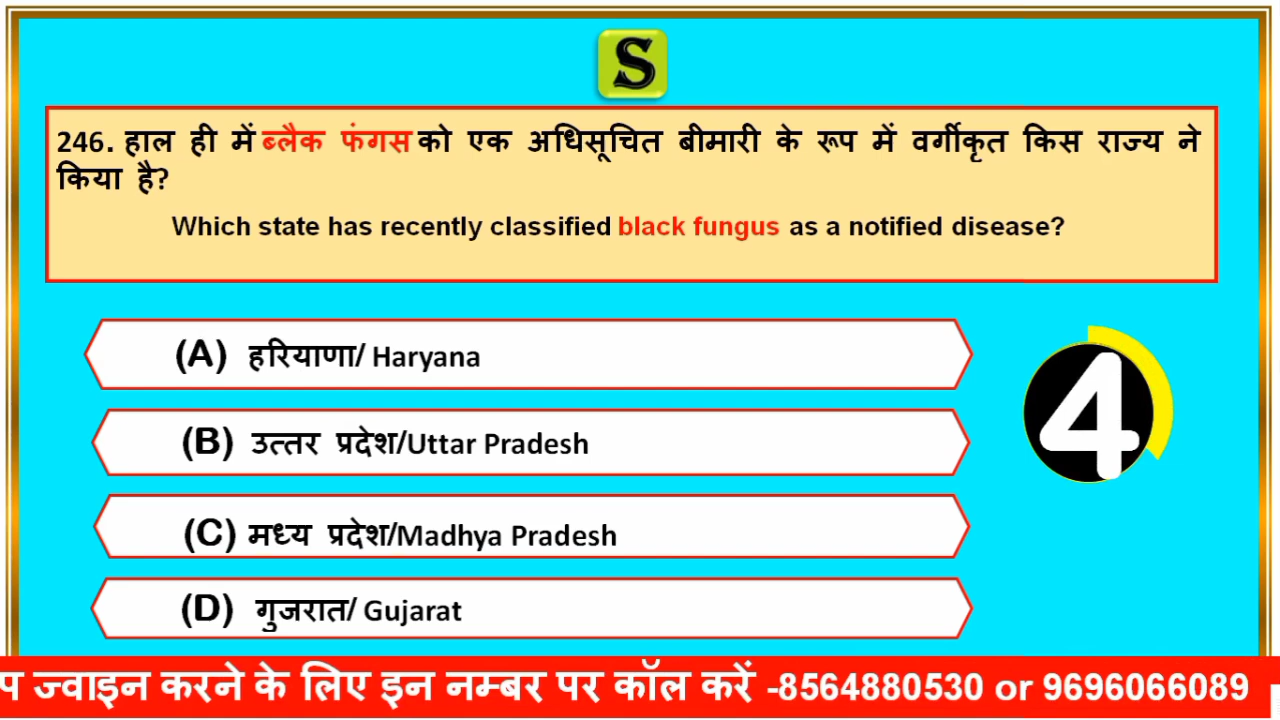 S
246. हाल ही में ब्लैक फंगस को एक अधिसूचित बीमारी के रूप में वर्गीकृत किस राज्य ने
किया है?
Which state has recently classified black fungus as a notified disease?
(A) हरियाणा/ Haryana
(B) उत्तर प्रदेश/Uttar Pradesh
4
(C) मध्य प्रदेश/Madhya Pradesh
(D) गुजरात/ Gujarat
प ज्वाइन करने के लिए इन नम्बर पर कॉल करें -8564880530 or 9696066089